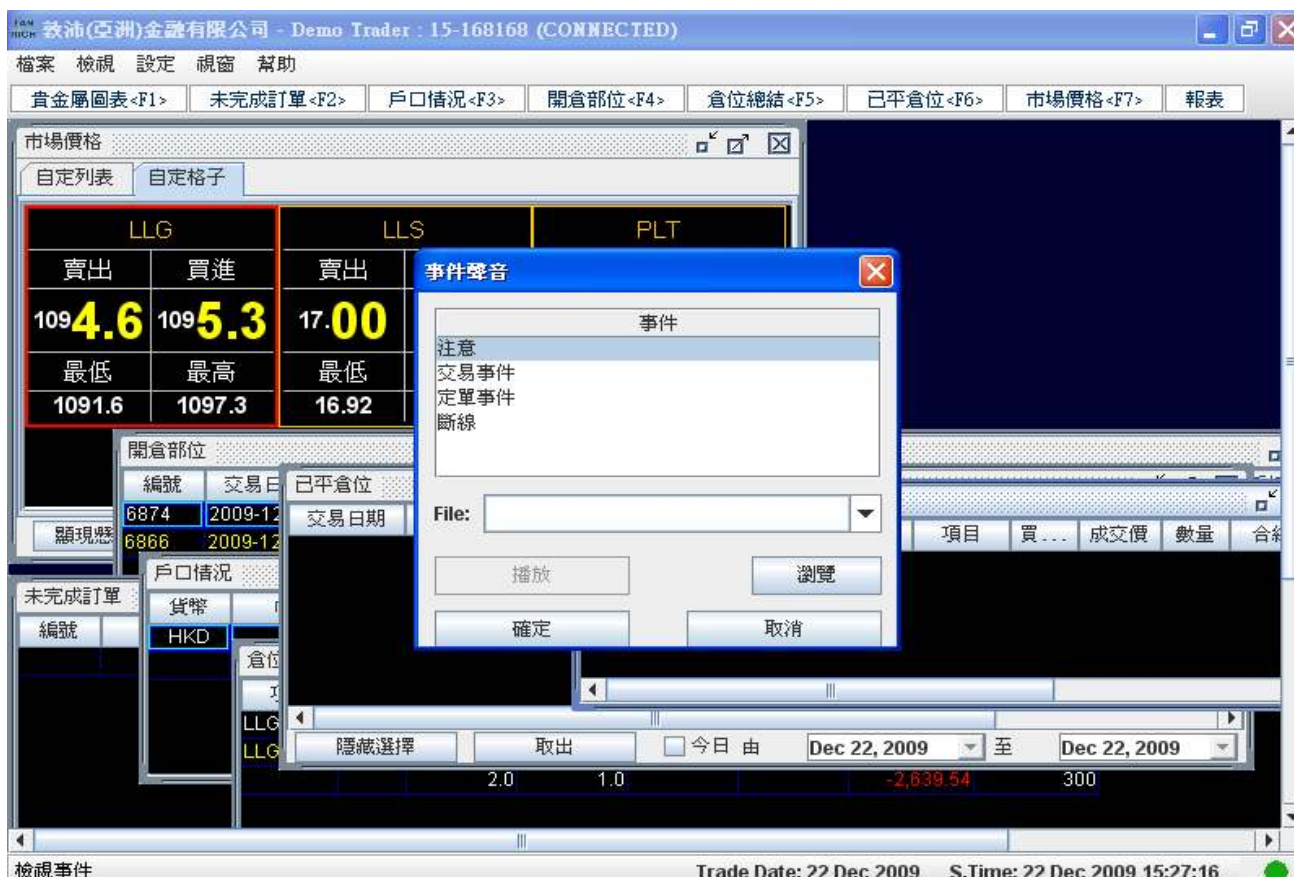 敦沛(亞洲)金融有限公司 - Demo Trader : 15-168168 (CONNECTED)
檔案 檢視 設定 視窗 幫助
貴金屬圖表<F1> 未完成訂單<F2> 戶口情況<F3> 開倉部位<F4> 倉位總結<F5> 已平倉位<F6> 市場價格<F7> 報表
市場價格
自定列表 自定格子
LLG LLS PLT
賣出 買進 賣出
1094.6 1095.3 17.00
最低 最高 最低
1091.6 1097.3 16.92
事件聲音
事件
注意
交易事件
定單事件
斷線
File:
播放 瀏覽
確定 取消
開倉部位
編號 交易日
6874 2009-12
6866 2009-12
顯現懸
已平倉位
交易日期
項目 買... 成交價 數量
戶口情況
貨幣
HKD
未完成訂單
編號
倉位
LLG
LLG
隱藏選擇 取出 今日 由 Dec 22, 2009 至 Dec 22, 2009
2.0 1.0 -2,639.54 300
檢視事件 Trade Date: 22 Dec 2009 S.Time: 22 Dec 2009 15:27:16